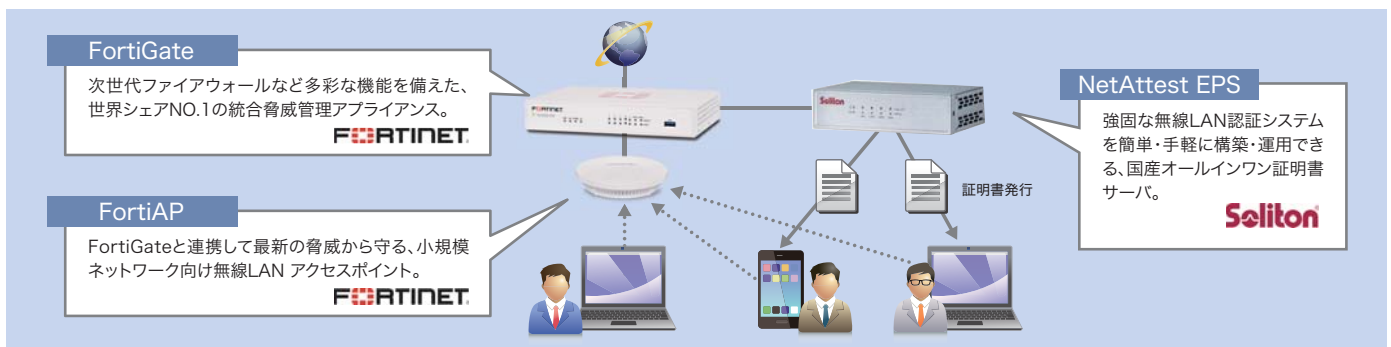 FortiGate
次世代ファイアウォールなど多彩な機能を備えた、
世界シェアNO.1の統合脅威管理アプライアンス。
FORTINET
FortiAP
FortiGateと連携して最新の脅威から守る、小規模
ネットワーク向け無線LAN アクセスポイント。
FORTINET
FORTINET
Soliton
証明書発行
NetAttest EPS
強固な無線LAN認証システム
を簡単・手軽に構築・運用でき
る、国産オールインワン証明書
サーバ。
Soliton